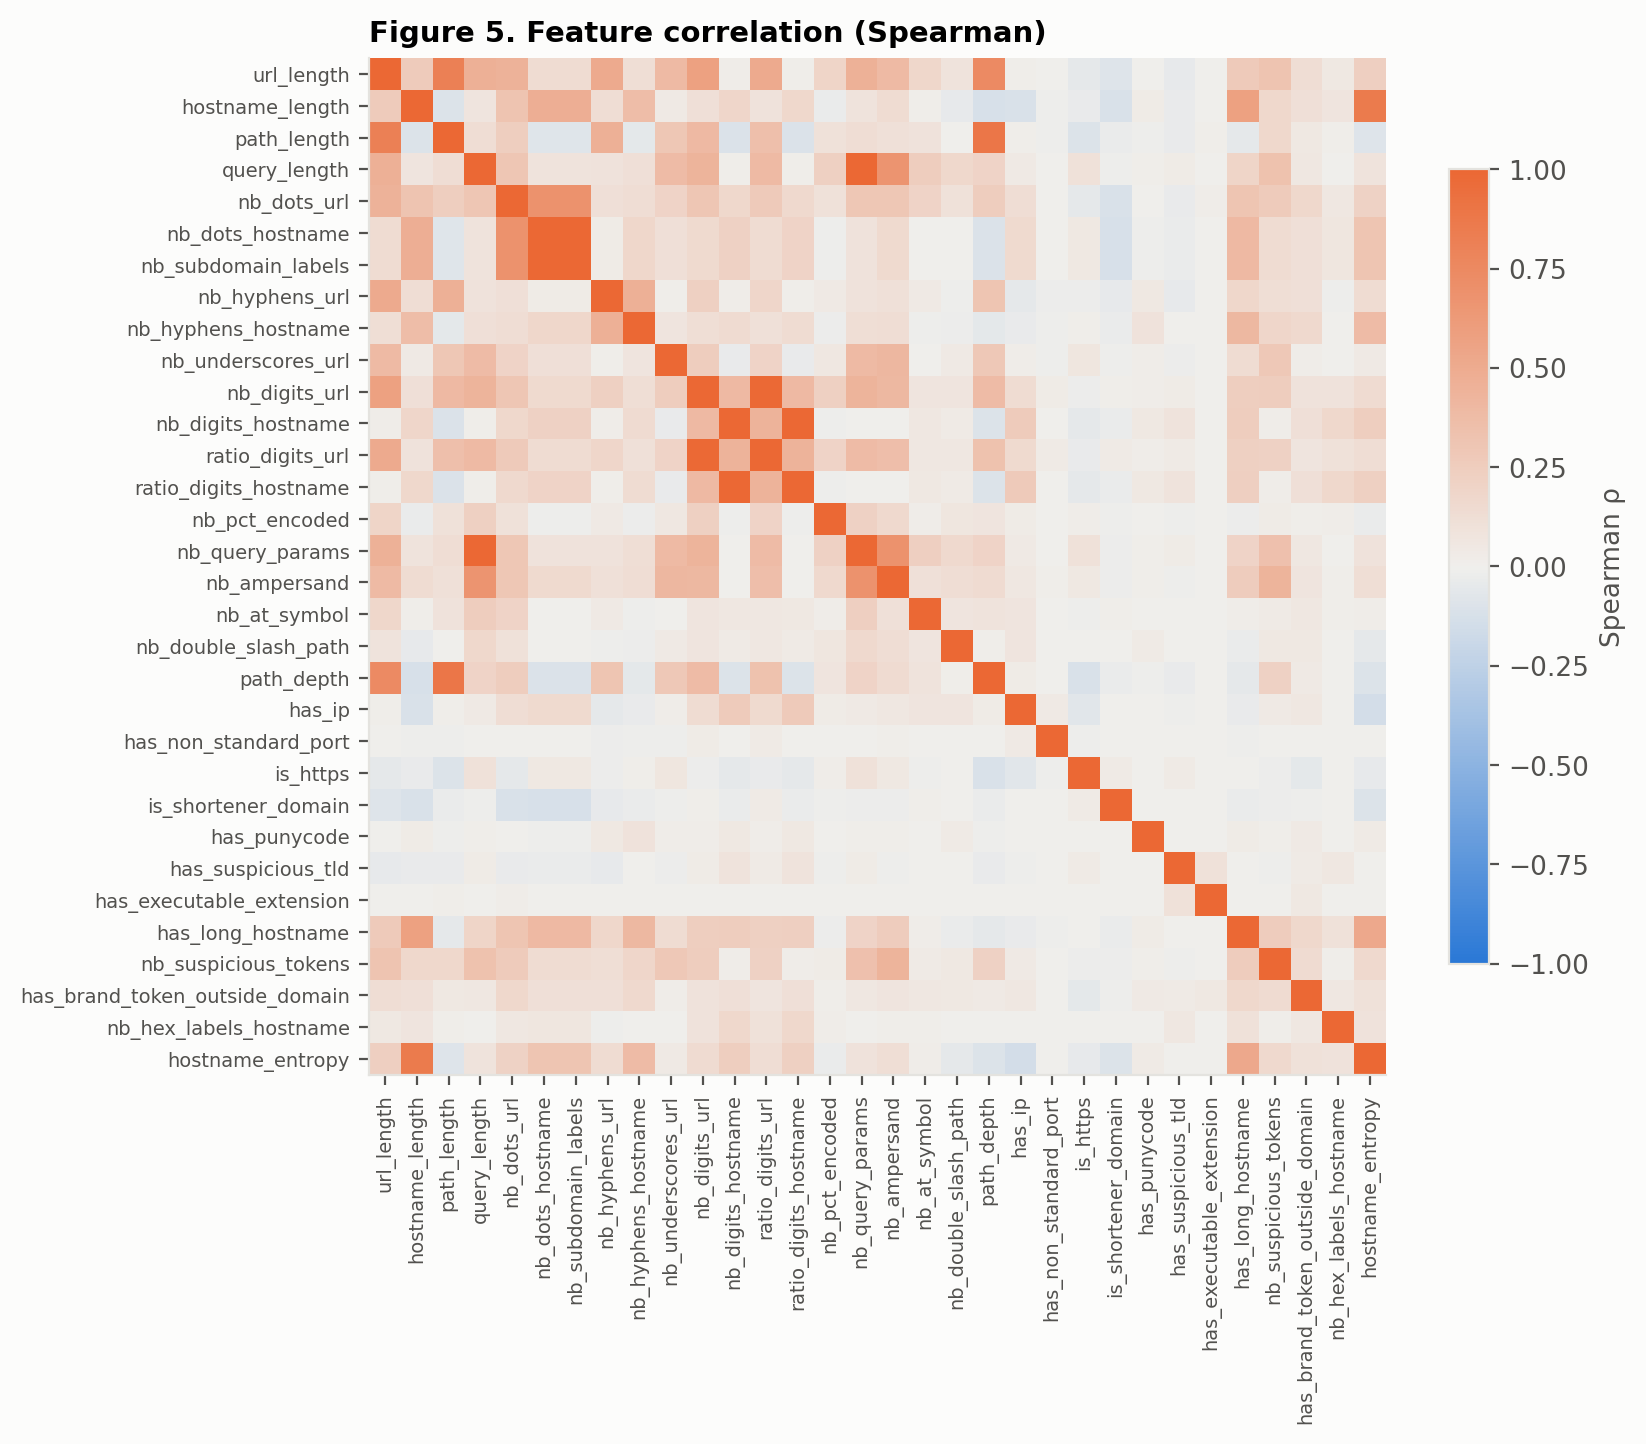 Figure 5. Feature correlation (Spearman)
url_length
hostname_length
path_length
query_length
nb_dots_url
nb_dots_hostname
nb_subdomain_labels
nb_hyphens_url
nb_hyphens_hostname
nb_underscores_url
nb_digits_url
nb_digits_hostname
ratio_digits_url
ratio_digits_hostname
nb_pct_encoded
nb_query_params
nb_ampersand
nb_at_symbol
nb_double_slash_path
path_depth
has_ip
has_non_standard_port
is_https
is_shortener_domain
has_punycode
has_suspicious_tld
has_executable_extension
has_long_hostname
nb_suspicious_tokens
has_brand_token_outside_domain
nb_hex_labels_hostname
hostname_entropy
url_length
hostname_length
path_length
query_length
nb_dots_url
nb_dots_hostname
nb_subdomain_labels
nb_hyphens_url
nb_hyphens_hostname
nb_underscores_url
nb_digits_url
nb_digits_hostname
ratio_digits_url
ratio_digits_hostname
nb_pct_encoded
nb_query_params
nb_ampersand
nb_at_symbol
nb_double_slash_path
path_depth
has_ip
has_non_standard_port
is_https
is_shortener_domain
has_punycode
has_suspicious_tld
has_executable_extension
has_long_hostname
nb_suspicious_tokens
has_brand_token_outside_domain
nb_hex_labels_hostname
hostname_entropy
1.00
0.75
0.50
0.25
0.00
−0.25
−0.50
−0.75
−1.00
Spearman ρ